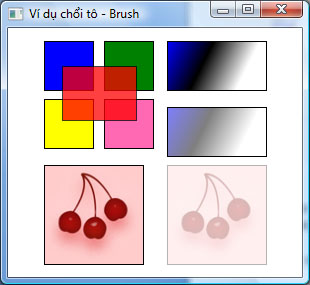 Ví dụ chổi tô - Brush